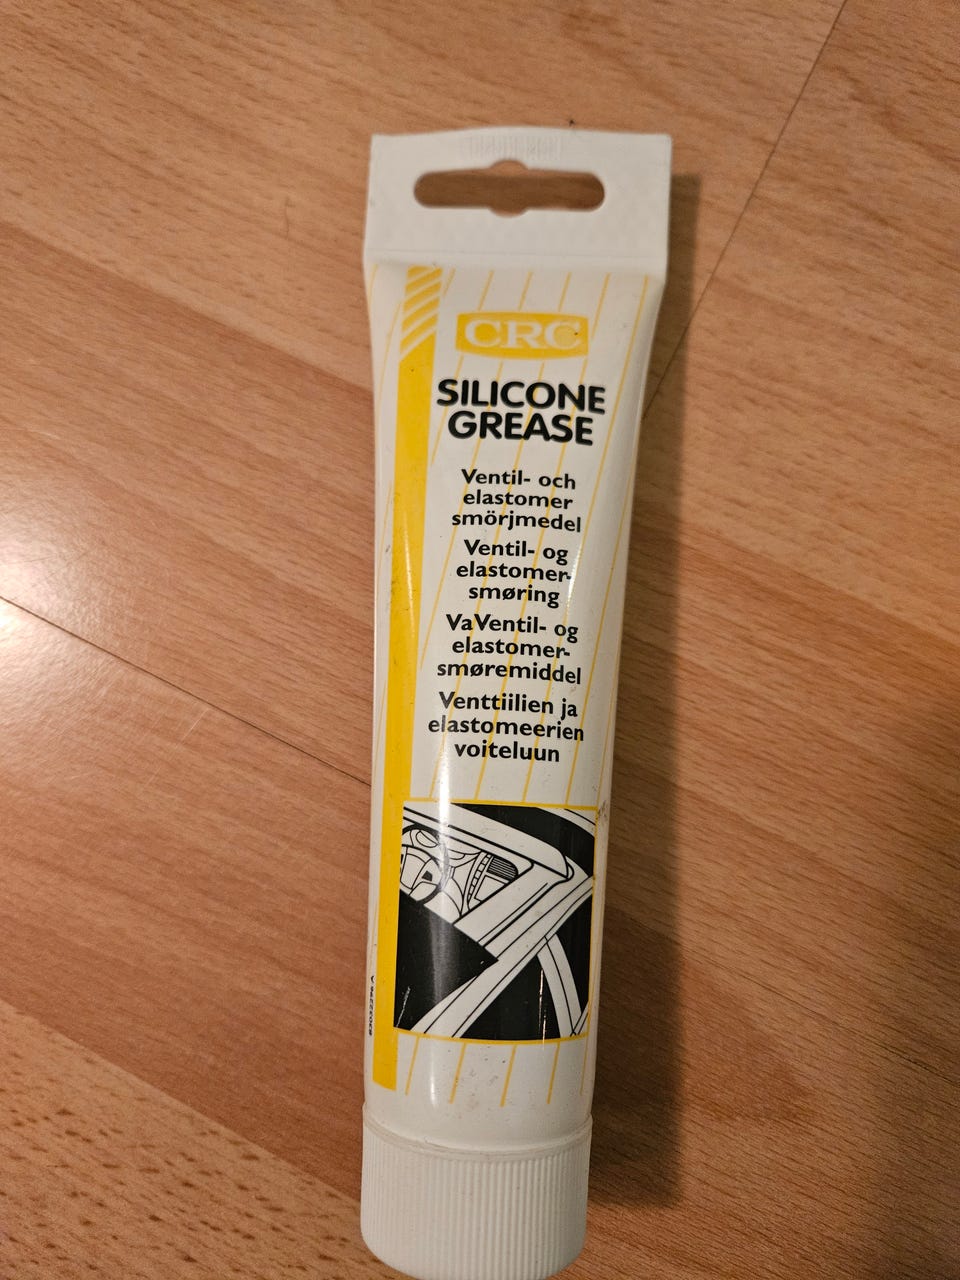 CRC
SILICONE
GREASE
Ventil- och
elastomer
smörjmedel
Ventil- og
elastomer-
smøring
VaVentil- og
elastomer-
smøremiddel
Venttiilien ja
elastomeerien
voiteluun